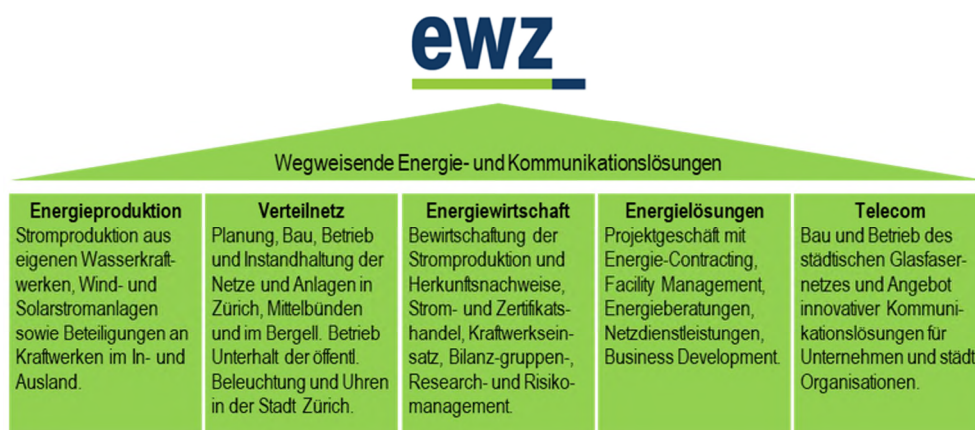 ewz
Wegweisende Energie- und Kommunikationslösungen
Energieproduktion
Stromproduktion aus
eigenen Wasserkraft-
werken, Wind- und
Solarstromanlagen
sowie Beteiligungen an
Kraftwerken im In- und
Ausland.
Verteilnetz
Planung, Bau, Betrieb
und Instandhaltung der
Netze und Anlagen in
Zürich, Mittelbünden
und im Bergell. Betrieb
Unterhalt der öffentl.
Beleuchtung und Uhren
in der Stadt Zürich.
Energiewirtschaft
Bewirtschaftung der
Stromproduktion und
Herkunftsnachweise,
Strom- und Zertifikats-
handel, Kraftwerksein-
satz, Bilanz-gruppen-,
Research- und Risiko-
management.
Energielösungen
Projektgeschäft mit
Energie-Contracting,
Facility Management,
Energieberatungen,
Netzdienstleistungen,
Business Development.
Telecom
Bau und Betrieb des
städtischen Glasfaser-
netzes und Angebot
innovativer Kommuni-
kationslösungen für
Unternehmen und städt
Organisationen.